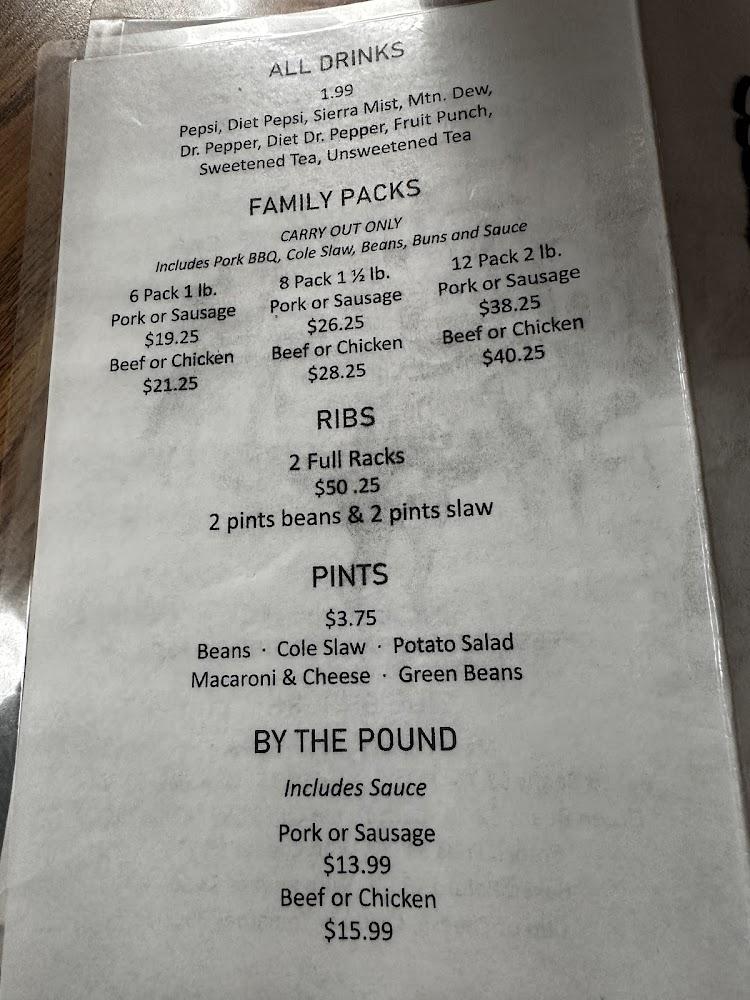 ALL DRINKS
1.99
Pepsi, Diet Pepsi, Sierra Mist, Mtn. Dew,
Dr. Pepper, Diet Dr. Pepper, Fruit Punch,
Sweetened Tea, Unsweetened Tea
FAMILY PACKS
CARRY OUT ONLY
Includes Pork BBQ, Cole Slaw, Beans, Buns and Sauce
6 Pack 1 lb.
Pork or Sausage
$19.25
Beef or Chicken
$21.25
8 Pack 1 ½ lb.
Pork or Sausage
$26.25
Beef or Chicken
$28.25
12 Pack 2 lb.
Pork or Sausage
$38.25
Beef or Chicken
$40.25
RIBS
2 Full Racks
$50 .25
2 pints beans & 2 pints slaw
PINTS
$3.75
Beans · Cole Slaw · Potato Salad
Macaroni & Cheese · Green Beans
BY THE POUND
Includes Sauce
Pork or Sausage
$13.99
Beef or Chicken
$15.99